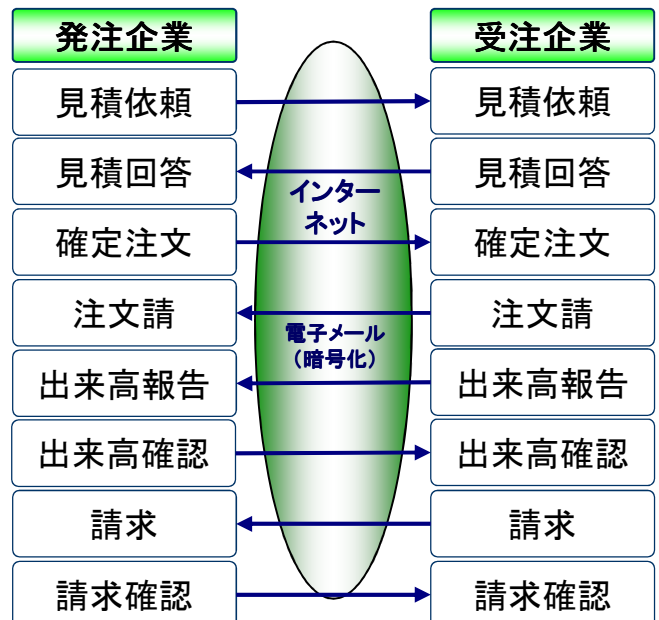 発注企業
受注企業
見積依頼
見積依頼
見積回答
見積回答
インター
ネット
確定注文
確定注文
注文請
注文請
電子メール
（暗号化）
出来高報告
出来高報告
出来高確認
出来高確認
請求
請求
請求確認
請求確認